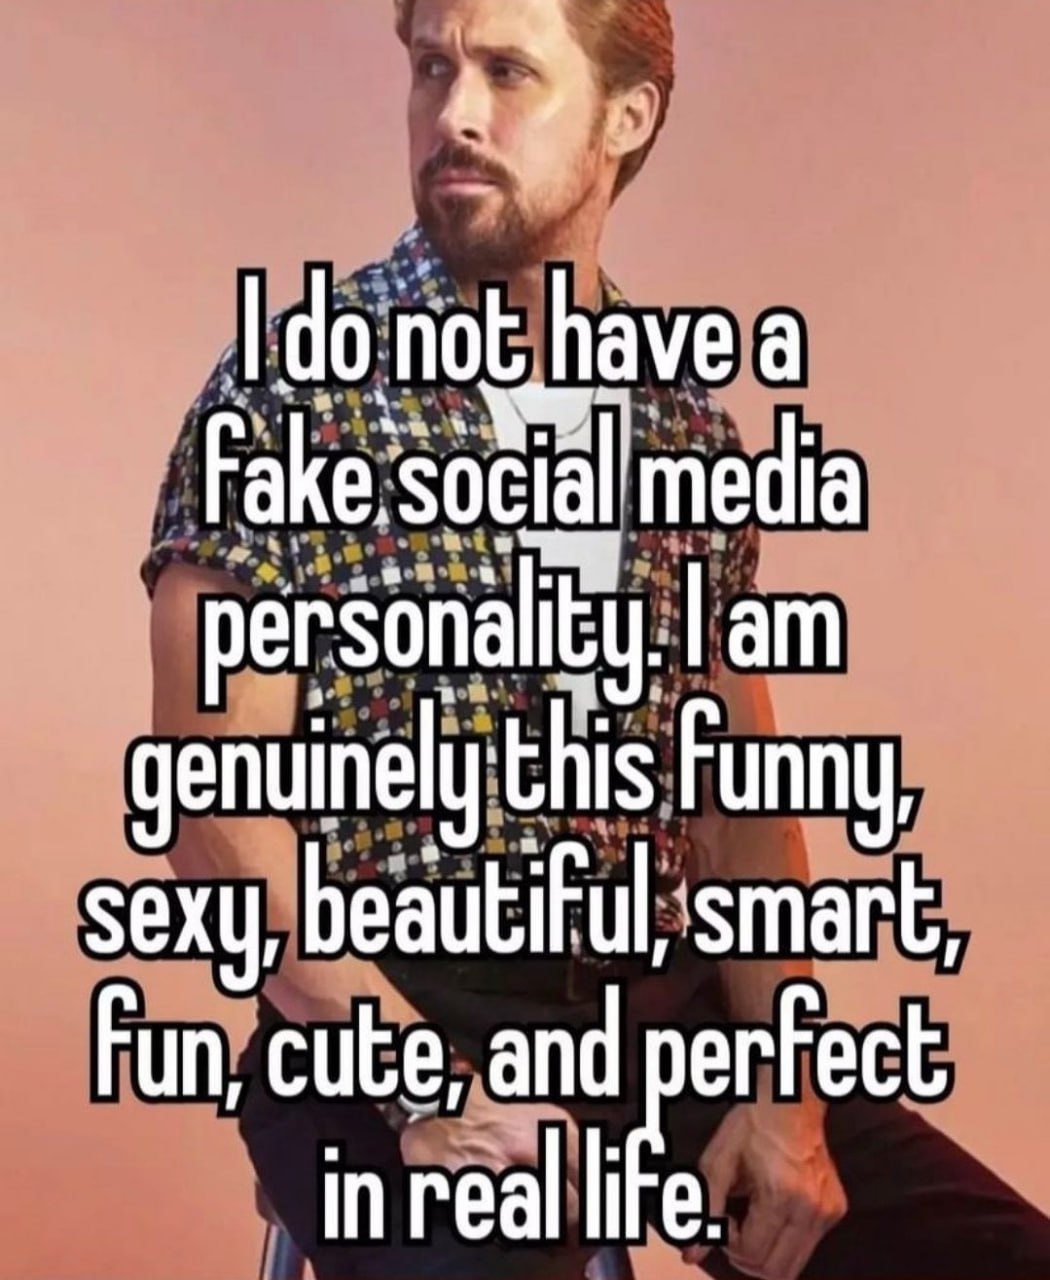 I do not have a
fake social media
personality. I am
genuinely this funny,
sexy, beautiful, smart,
fun, cute, and perfect
in real life.